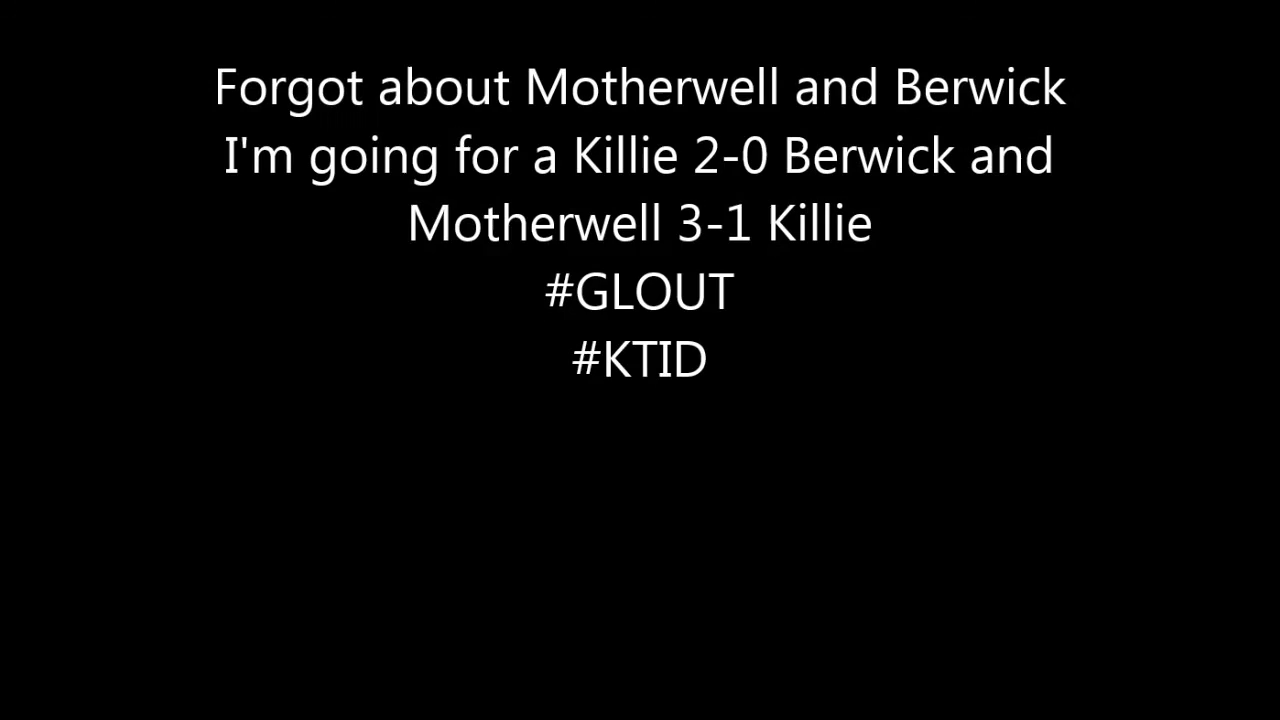 Forgot about Motherwell and Berwick
I'm going for a Killie 2-0 Berwick and
Motherwell 3-1 Killie
#GLOUT
#KTID